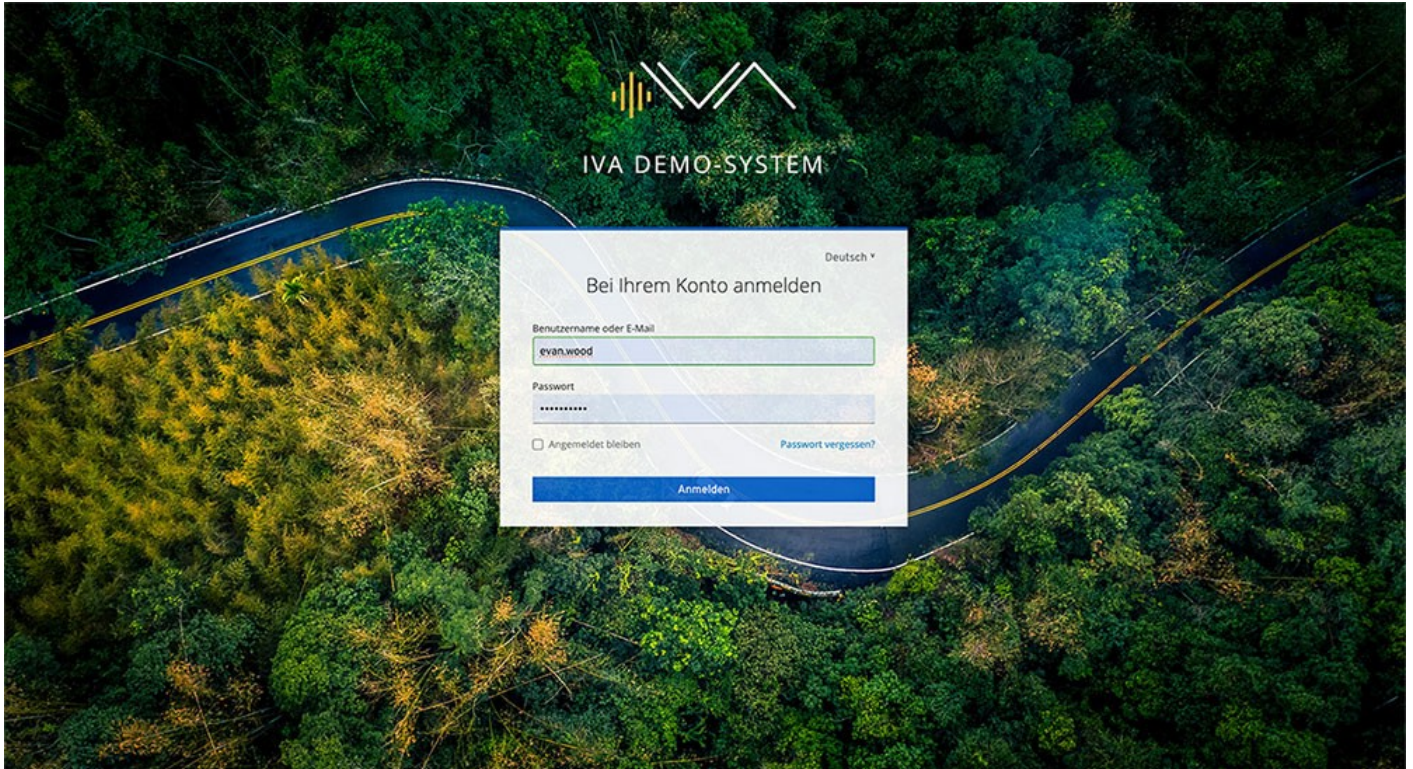 IVA
IVA DEMO-SYSTEM
Deutsch
Bei Ihrem Konto anmelden
Benutzername oder E-Mail
evan.wood
Passwort
••••••••••
Angemeldet bleiben Passwort vergessen?
Anmelden